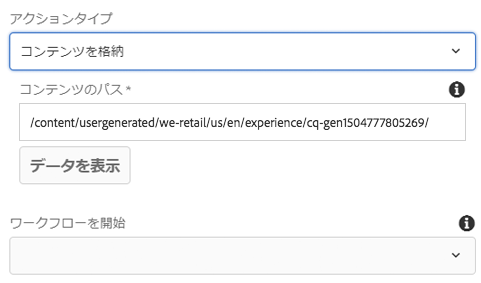 アクションタイプ
コンテンツを格納
コンテンツのパス *
/content/usergenerated/we-retail/us/en/experience/cq-gen1504777805269/
データを表示
ワークフローを開始